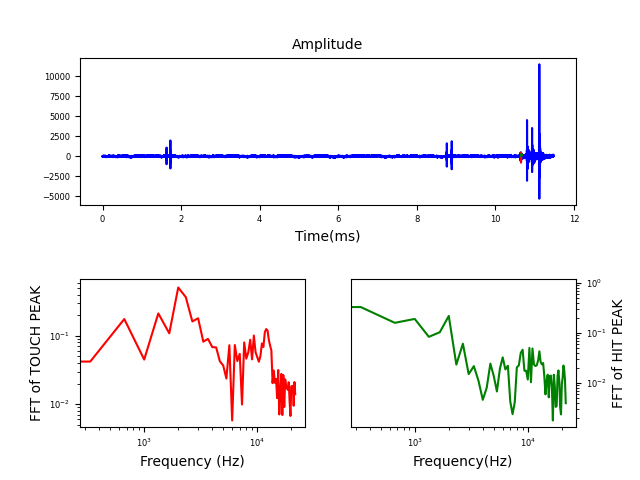 Amplitude
10000
7500
5000
2500
0
−2500
−5000
0 2 4 6 8 10 12
Time(ms)
FFT of TOUCH PEAK
10⁻¹
10⁻²
10³ 10⁴
Frequency (Hz)
10⁰
10⁻¹
10⁻²
FFT of HIT PEAK
10³ 10⁴
Frequency(Hz)